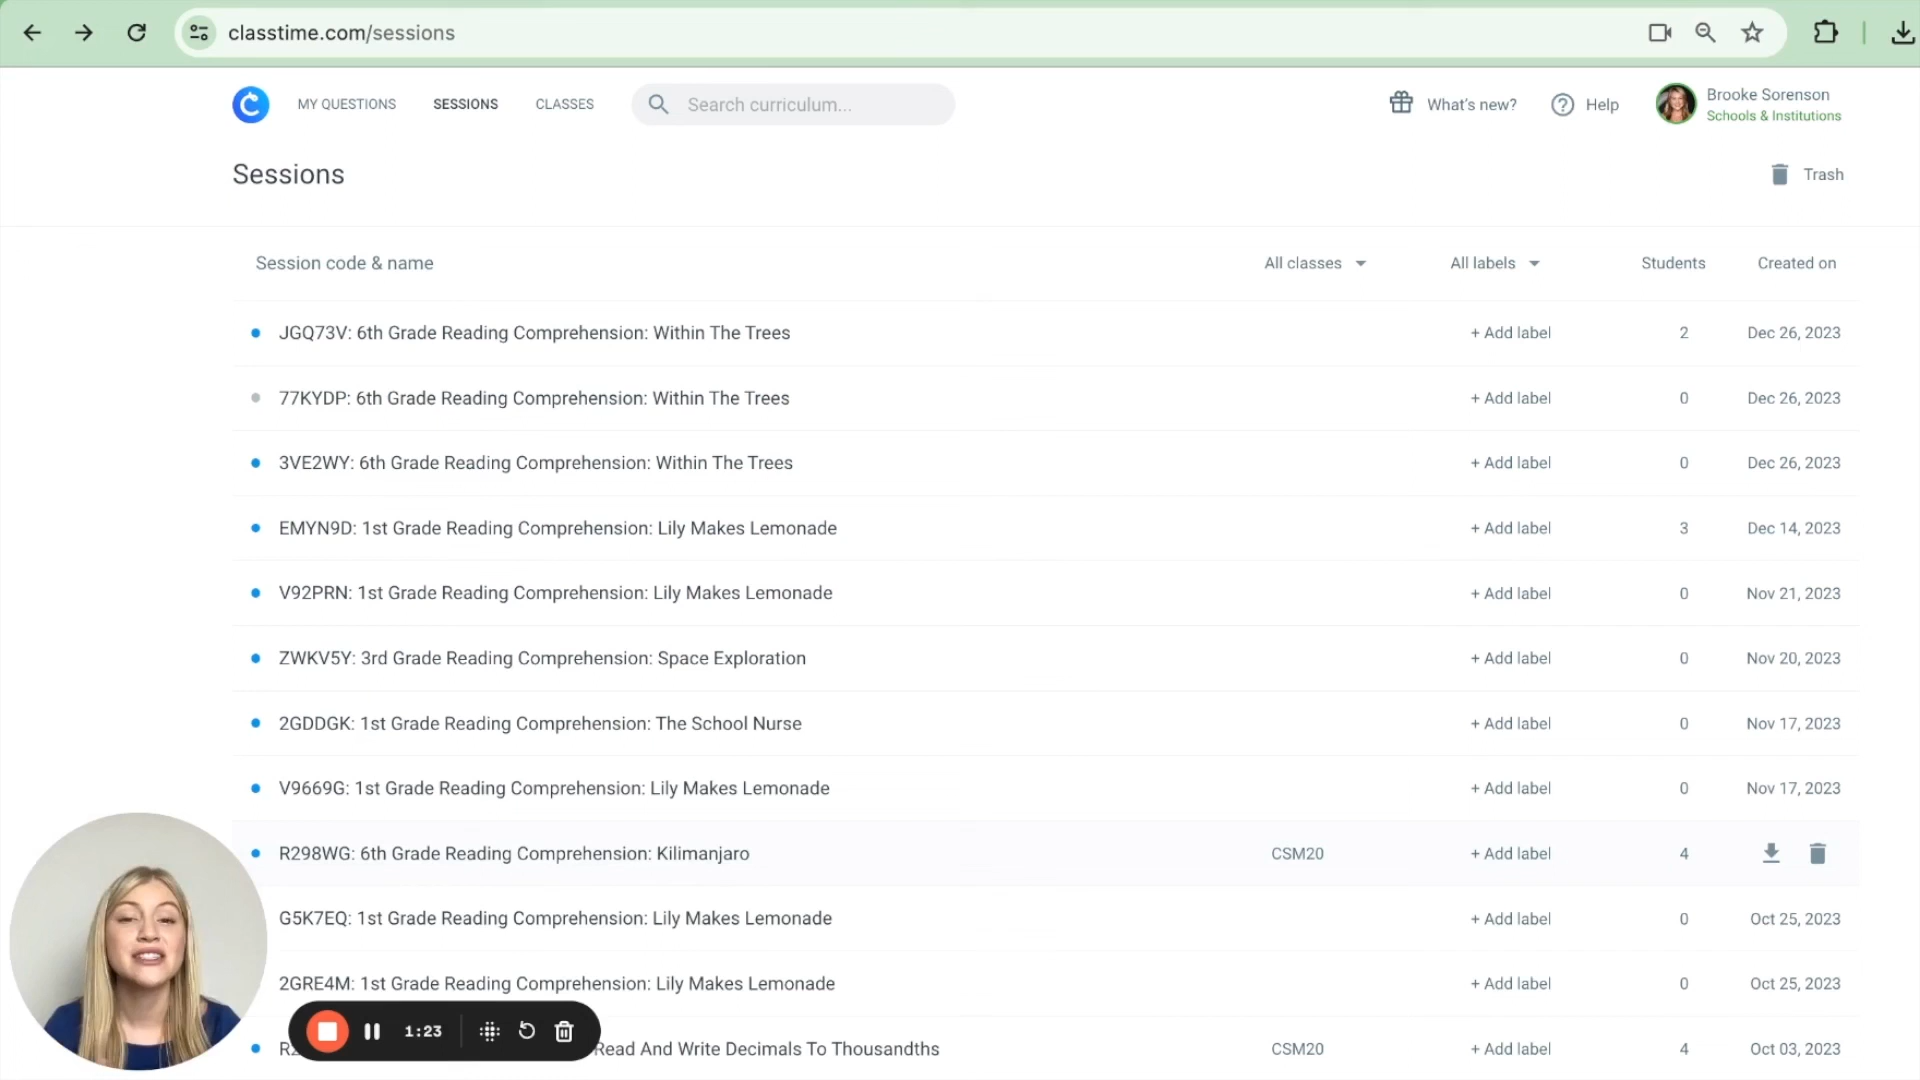 classtime.com/sessions
MY QUESTIONS SESSIONS CLASSES Search curriculum... What's new? Help Brooke Sorenson
Schools & Institutions
Sessions Trash
Session code & name All classes All labels Students Created on
JGQ73V: 6th Grade Reading Comprehension: Within The Trees + Add label 2 Dec 26, 2023
77KYDP: 6th Grade Reading Comprehension: Within The Trees + Add label 0 Dec 26, 2023
3VE2WY: 6th Grade Reading Comprehension: Within The Trees + Add label 0 Dec 26, 2023
EMYN9D: 1st Grade Reading Comprehension: Lily Makes Lemonade + Add label 3 Dec 14, 2023
V92PRN: 1st Grade Reading Comprehension: Lily Makes Lemonade + Add label 0 Nov 21, 2023
ZWKV5Y: 3rd Grade Reading Comprehension: Space Exploration + Add label 0 Nov 20, 2023
2GDDGK: 1st Grade Reading Comprehension: The School Nurse + Add label 0 Nov 17, 2023
V9669G: 1st Grade Reading Comprehension: Lily Makes Lemonade + Add label 0 Nov 17, 2023
R298WG: 6th Grade Reading Comprehension: Kilimanjaro CSM20 + Add label 4
G5K7EQ: 1st Grade Reading Comprehension: Lily Makes Lemonade + Add label 0 Oct 25, 2023
2GRE4M: 1st Grade Reading Comprehension: Lily Makes Lemonade + Add label 0 Oct 25, 2023
1:23
Read And Write Decimals To Thousandths CSM20 + Add label 4 Oct 03, 2023